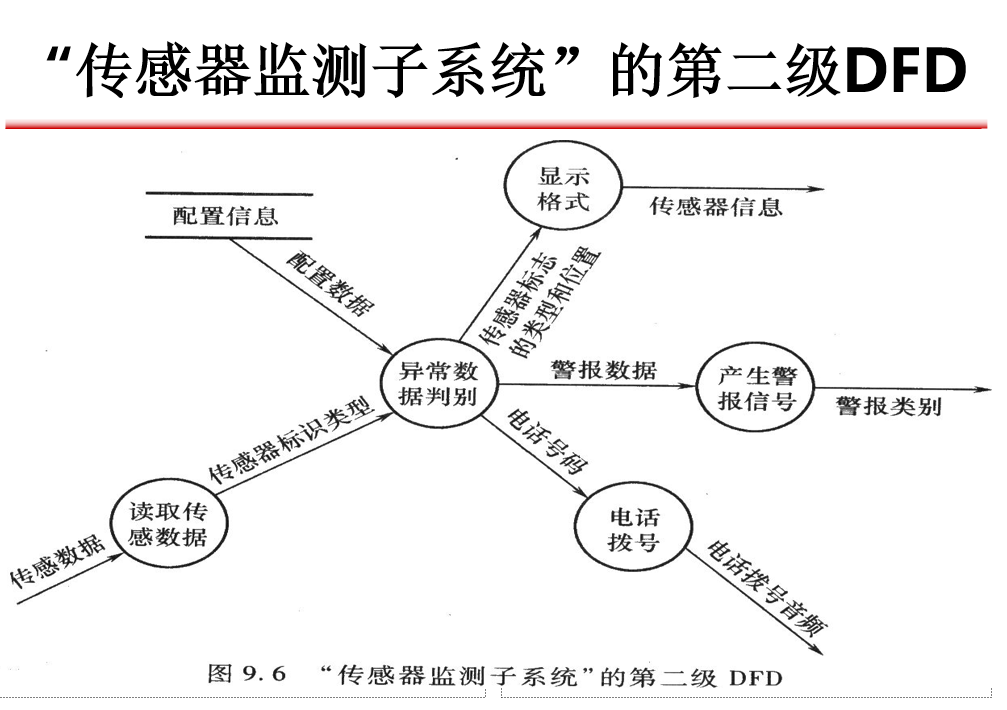 “传感器监测子系统”的第二级DFD
显示
格式
传感器信息
配置信息
配置数据
传感器标志
的类型和位置
异常数
据判别
警报数据
产生警
报信号
警报类别
传感器标识类型
电话号码
读取传
感数据
传感数据
电话
拨号
电话拨号音频
图 9.6 “传感器监测子系统”的第二级 DFD